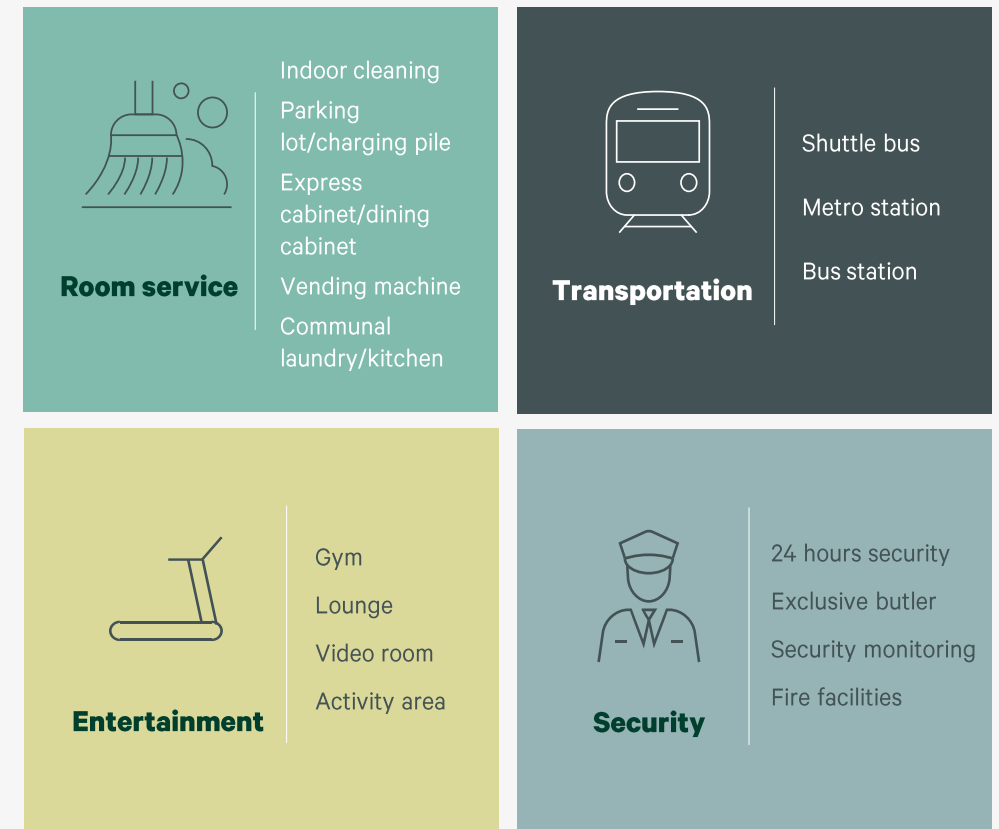 Room service
Indoor cleaning
Parking
lot/charging pile
Express
cabinet/dining
cabinet
Vending machine
Communal
laundry/kitchen
Transportation
Shuttle bus
Metro station
Bus station
Entertainment
Gym
Lounge
Video room
Activity area
Security
24 hours security
Exclusive butler
Security monitoring
Fire facilities